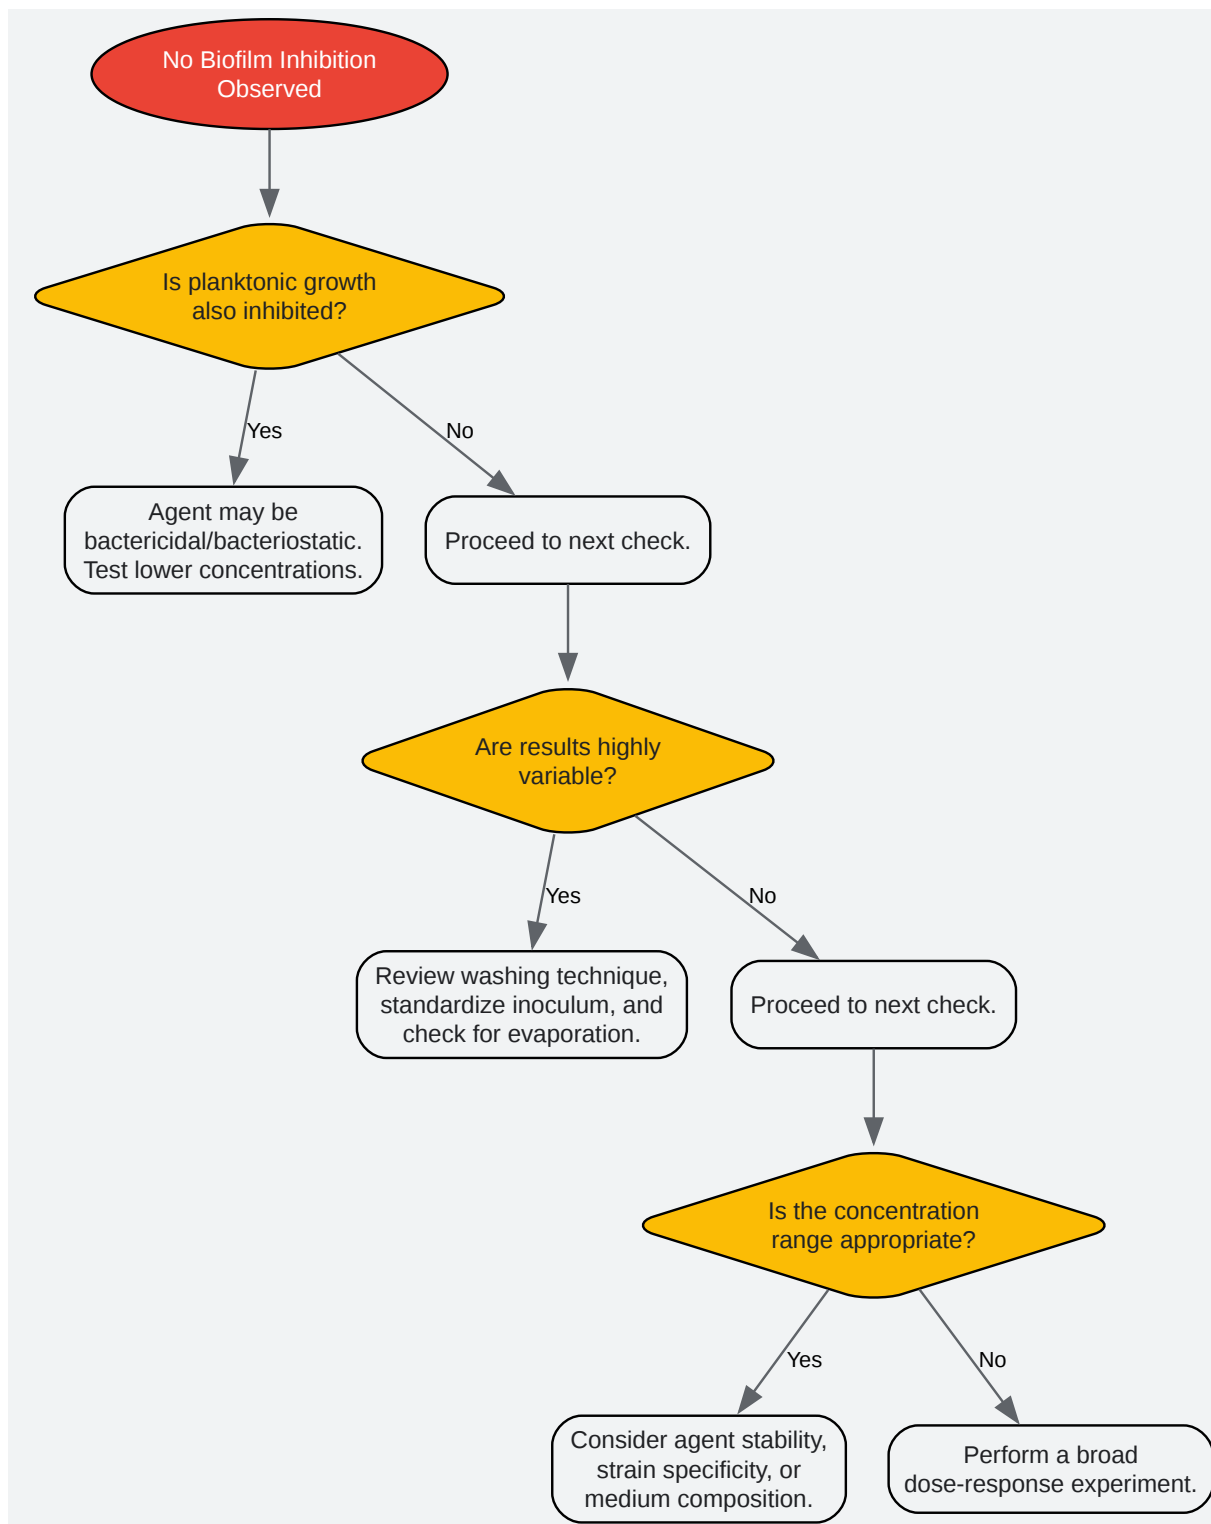 No Biofilm Inhibition
Observed
Is planktonic growth
also inhibited?
Yes
No
Agent may be
bactericidal/bacteriostatic.
Test lower concentrations.
Proceed to next check.
Are results highly
variable?
Yes
No
Review washing technique,
standardize inoculum, and
check for evaporation.
Proceed to next check.
Is the concentration
range appropriate?
Yes
No
Consider agent stability,
strain specificity, or
medium composition.
Perform a broad
dose-response experiment.